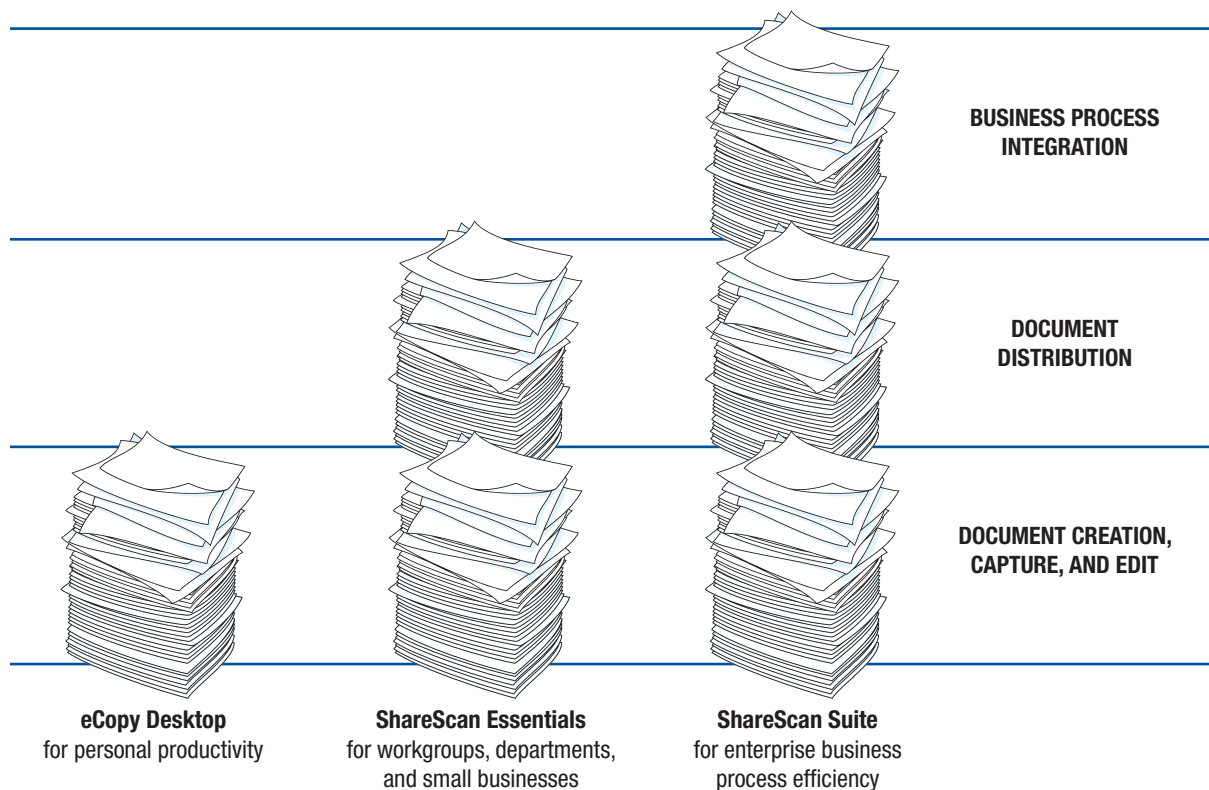 BUSINESS PROCESS
INTEGRATION
DOCUMENT
DISTRIBUTION
DOCUMENT CREATION,
CAPTURE, AND EDIT
eCopy Desktop
for personal productivity
ShareScan Essentials
for workgroups, departments,
and small businesses
ShareScan Suite
for enterprise business
process efficiency